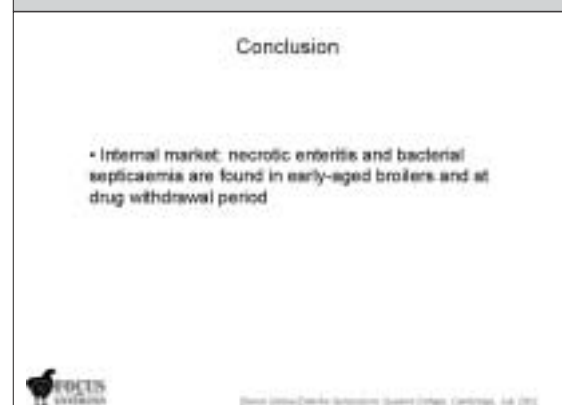 Conclusion
• Internal market: necrotic enteritis and bacterial
septicaemia are found in early-aged broilers and at
drug withdrawal period
FOCUS